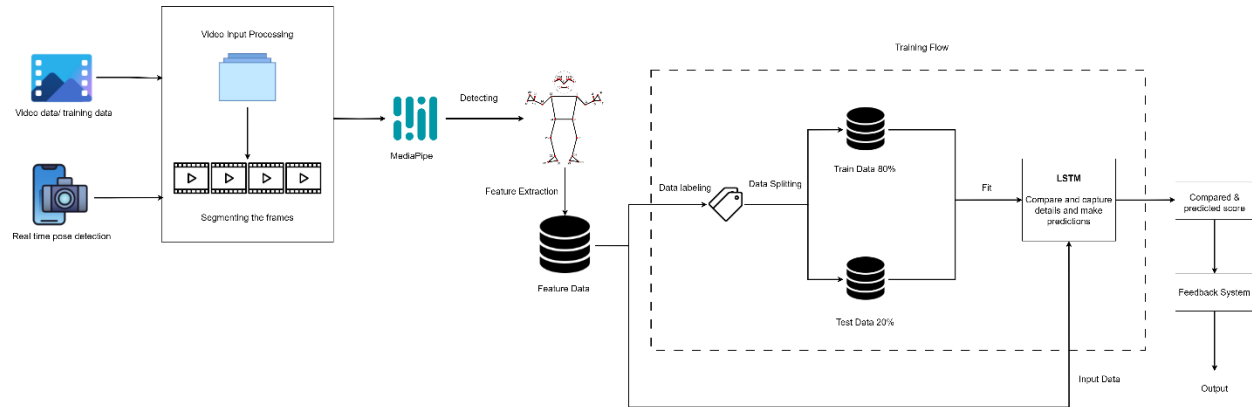 Video Input Processing
Training Flow
Video data/ training data
Detecting
MediaPipe
Train Data 80%
Segmenting the frames
Feature Extraction
Data labeling
Data Splitting
Fit
LSTM
Compare and capture
details and make
predictions
Compared &
predicted score
Real time pose detection
Feature Data
Feedback System
Test Data 20%
Input Data
Output